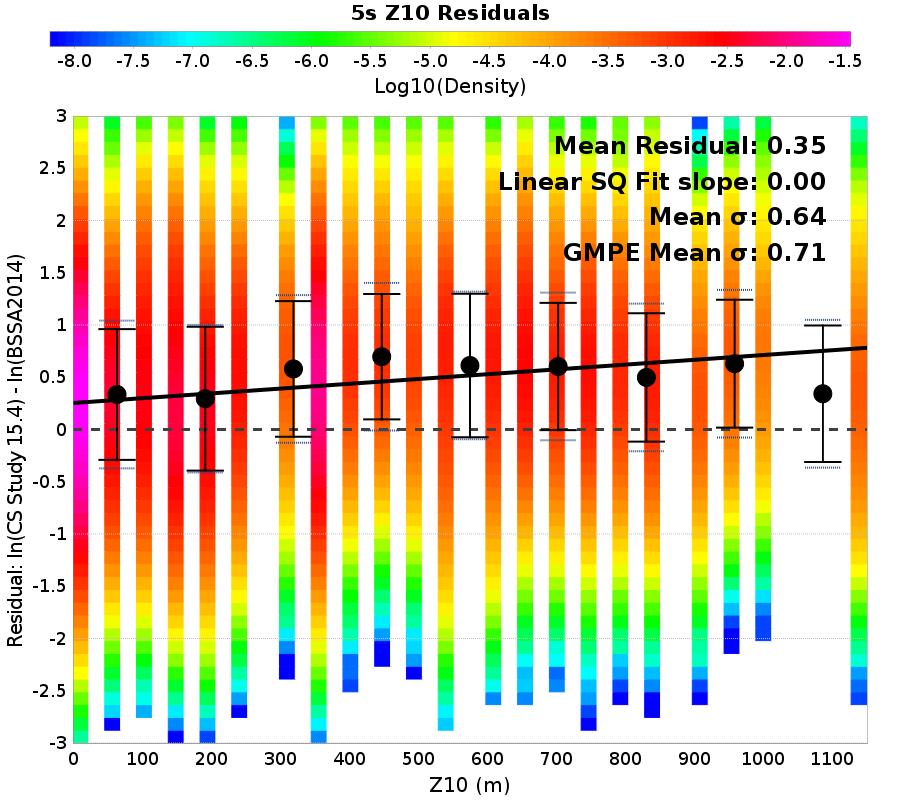 5s Z10 Residuals
-8.0 -7.5 -7.0 -6.5 -6.0 -5.5 -5.0 -4.5 -4.0 -3.5 -3.0 -2.5 -2.0 -1.5
Log10(Density)
Mean Residual: 0.35
Linear SQ Fit slope: 0.00
Mean σ: 0.64
GMPE Mean σ: 0.71
Residual: ln(CS Study 15.4) - ln(BSSA2014)
3
2.5
2
1.5
1
0.5
0
-0.5
-1
-1.5
-2
-2.5
-3
0 100 200 300 400 500 600 700 800 900 1000 1100
Z10 (m)